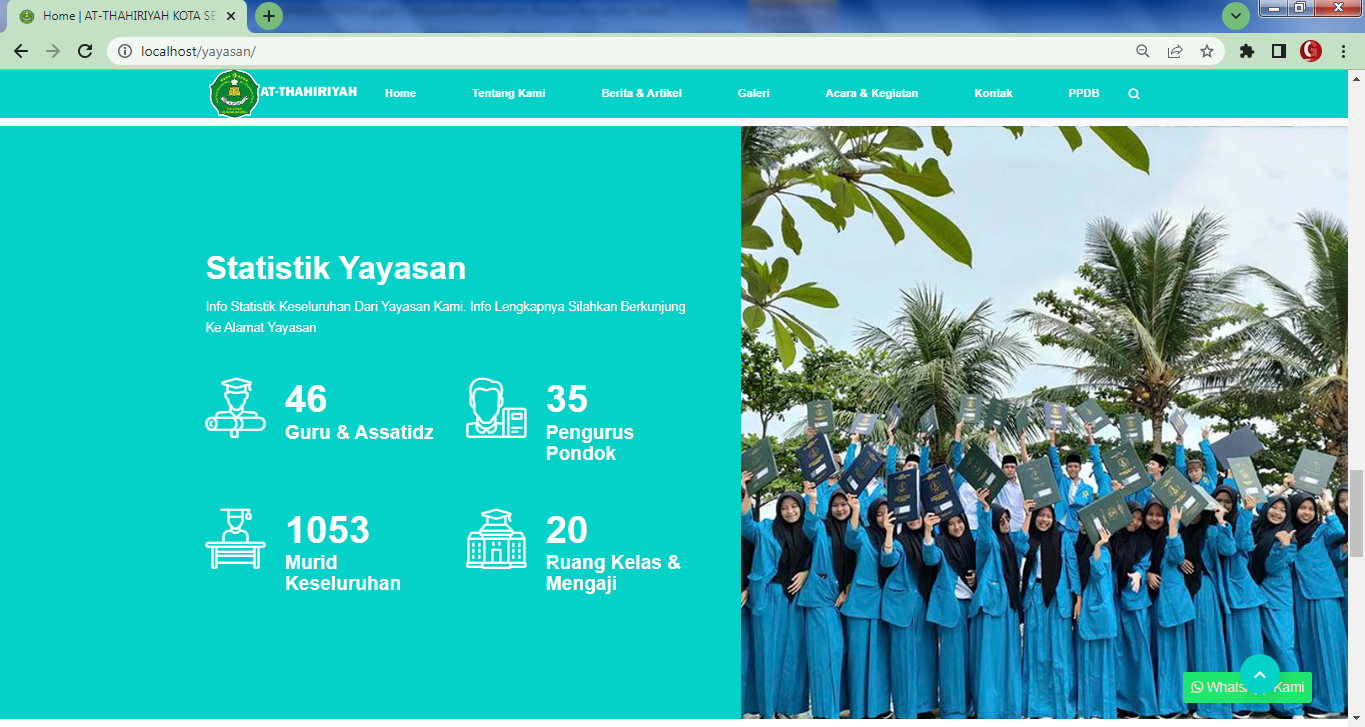 Home | AT-THAHIRIYAH KOTA SE
localhost/yayasan/
AT-THAHIRIYAH
Home
Tentang Kami
Berita & Artikel
Galeri
Acara & Kegiatan
Kontak
PPDB
Statistik Yayasan
Info Statistik Keseluruhan Dari Yayasan Kami. Info Lengkapnya Silahkan Berkunjung
Ke Alamat Yayasan
46
Guru & Assatidz
35
Pengurus
Pondok
1053
Murid
Keseluruhan
20
Ruang Kelas &
Mengaji
Kami